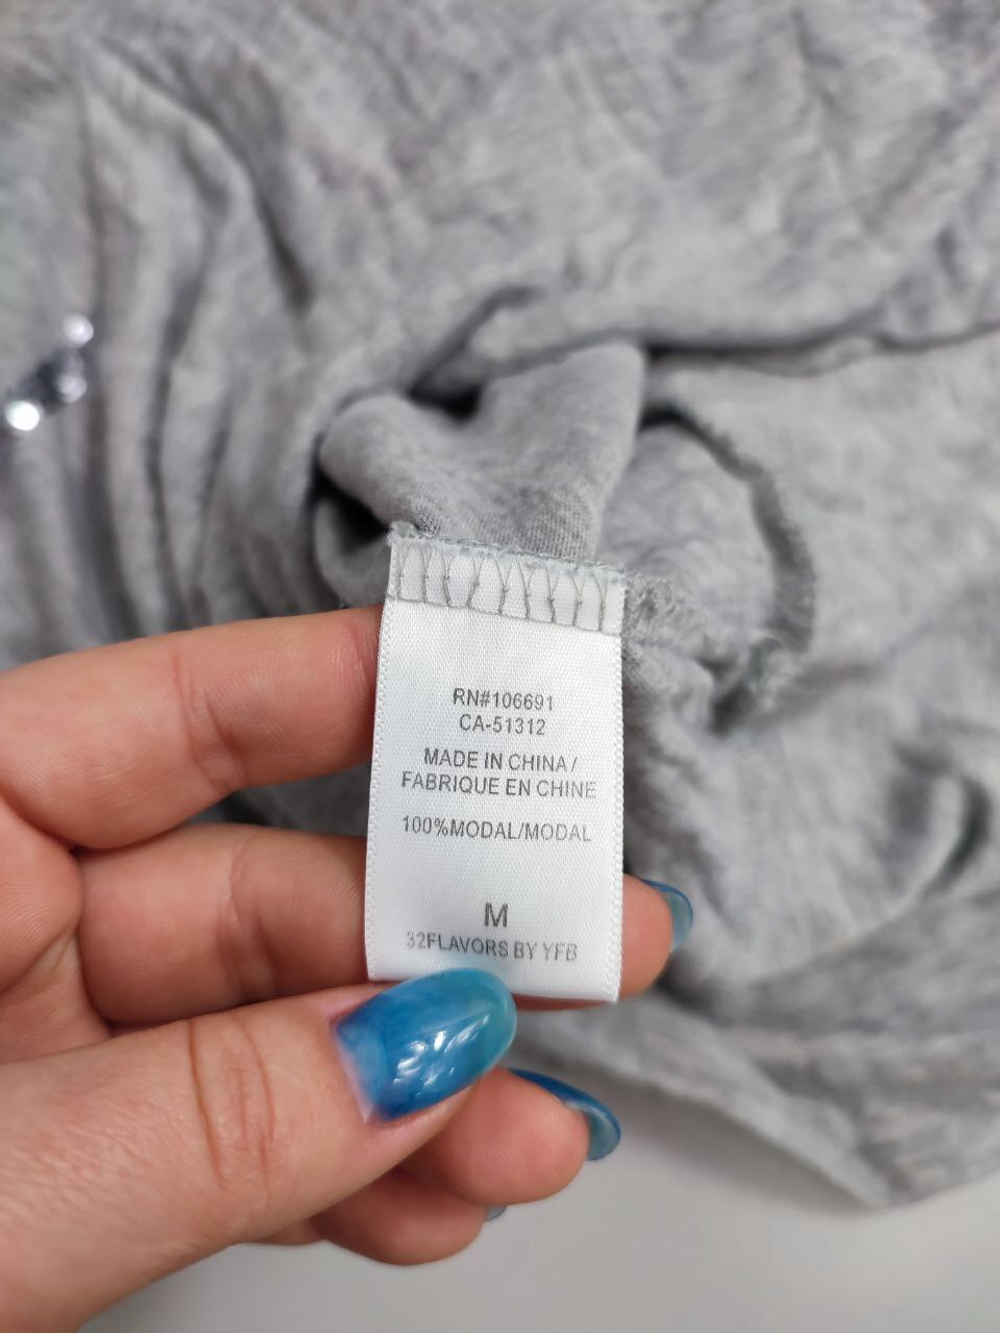 RN#106691
CA-51312
MADE IN CHINA/
FABRIQUE EN CHINE
100%MODAL/MODAL
M
32FLAVORS BY YFB